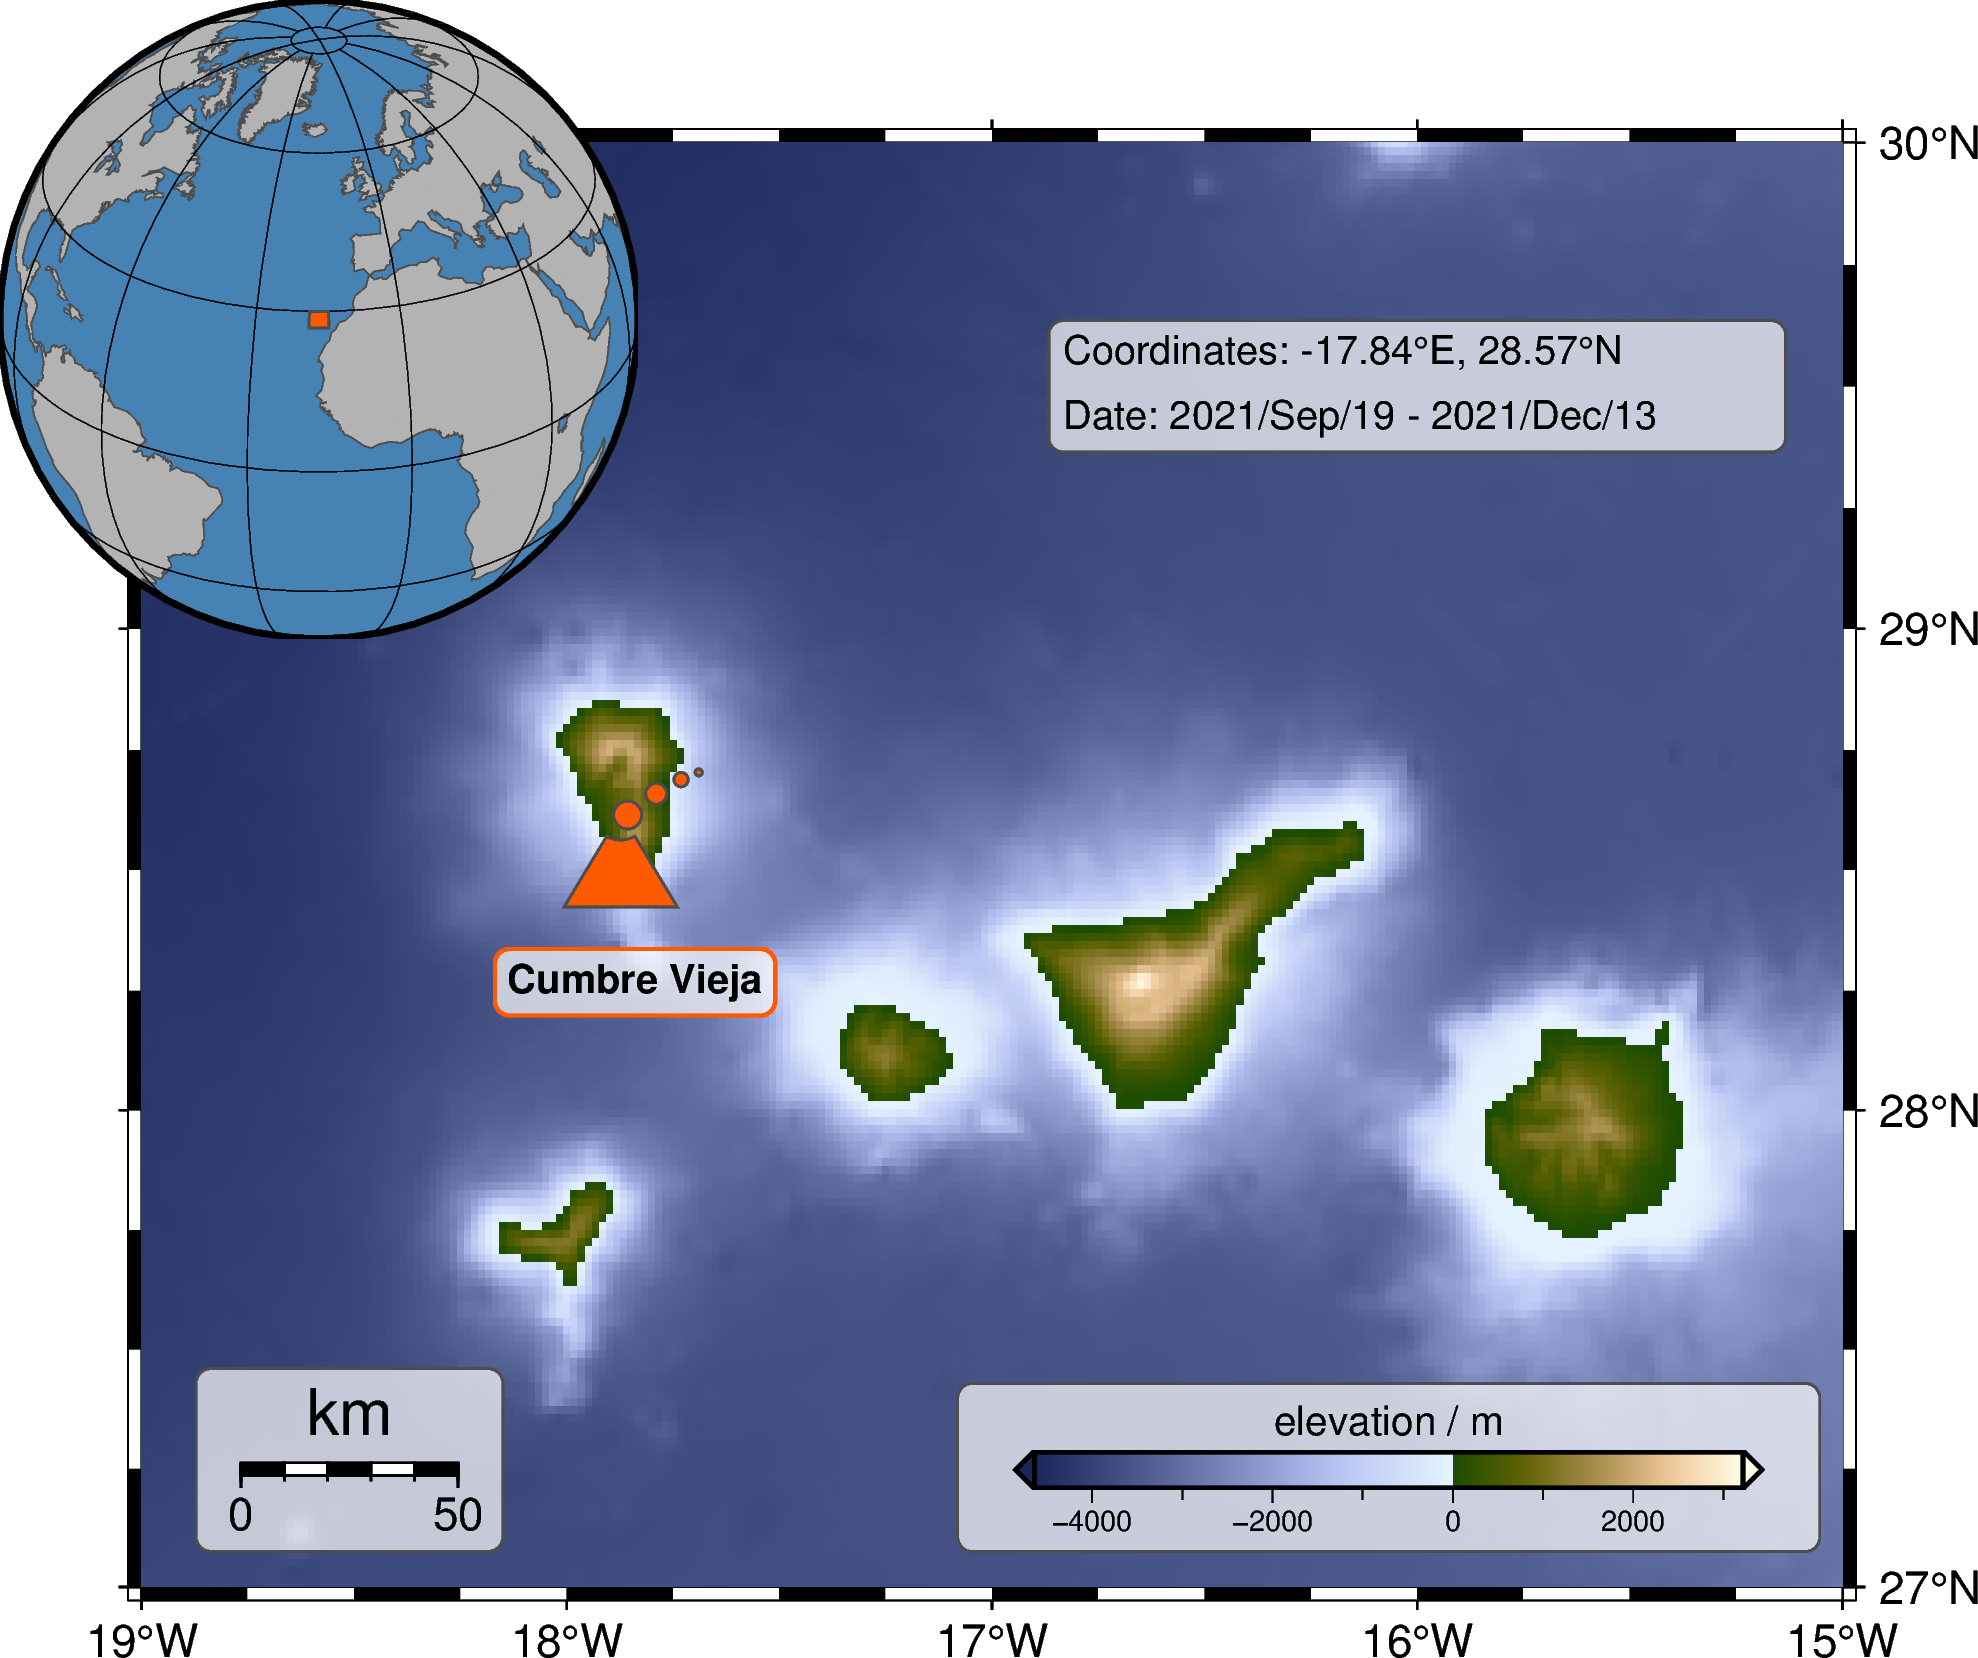 30°N
Coordinates: -17.84°E, 28.57°N
Date: 2021/Sep/19 - 2021/Dec/13
29°N
Cumbre Vieja
28°N
km
0 50
elevation / m
−4000 −2000 0 2000
27°N
19°W 18°W 17°W 16°W 15°W